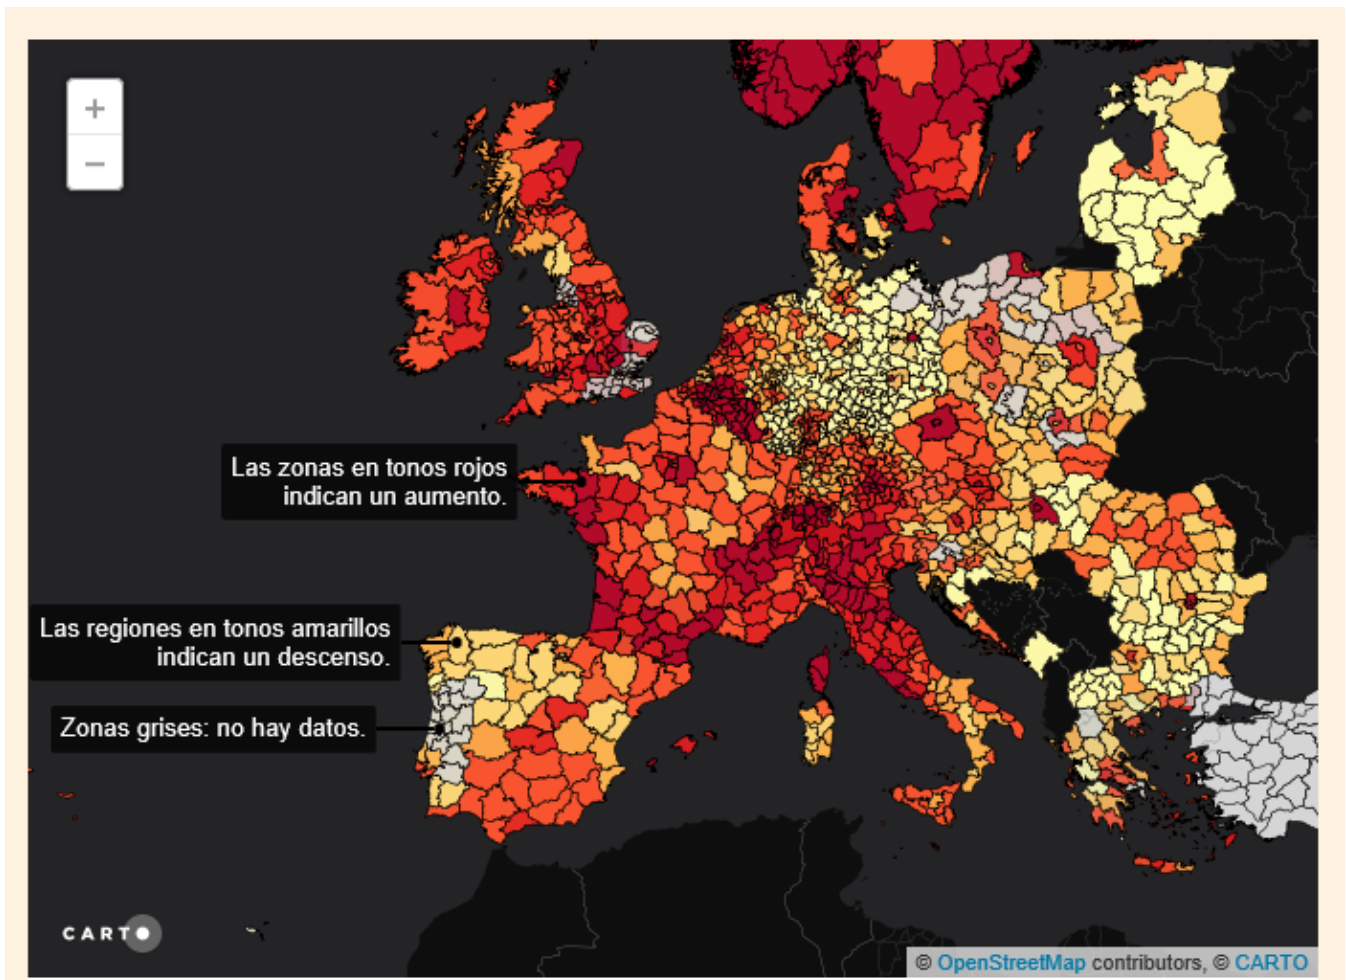 +
−
Las zonas en tonos rojos
indican un aumento.
Las regiones en tonos amarillos
indican un descenso.
Zonas grises: no hay datos.
CARTO
© OpenStreetMap contributors, © CARTO